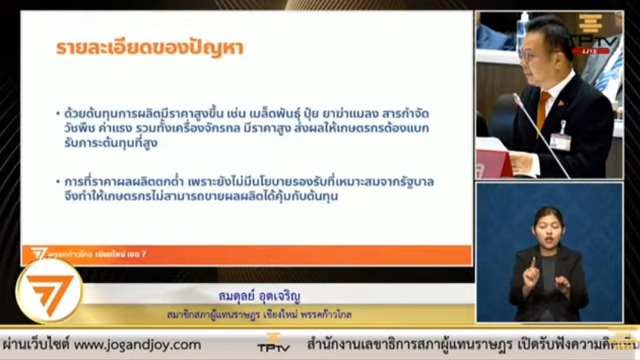 รายละเอียดของปัญหา
TPTV
LIVE
• ด้วยต้นทุนการผลิตมีราคาสูงขึ้น เช่น เมล็ดพันธุ์ ปุ๋ย ยาฆ่าแมลง สารกำจัด
วัชพืช ค่าแรง รวมทั้งเครื่องจักรกล มีราคาสูง ส่งผลให้เกษตรกรต้องแบก
รับภาระต้นทุนที่สูง
• การที่ราคาผลผลิตตกต่ำ เพราะยังไม่มีนโยบายรองรับที่เหมาะสมจากรัฐบาล
จึงทำให้เกษตรกรไม่สามารถขายผลผลิตได้คุ้มกับต้นทุน
พรรคก้าวไกล เชียงใหม่ เขต 7
สมดุลย์ อุตเจริญ
สมาชิกสภาผู้แทนราษฎร เชียงใหม่ พรรคก้าวไกล
ผ่านเว็บไซต์ www.jogandjoy.com TPTV สำนักงานเลขาธิการสภาผู้แทนราษฎร เปิดรับฟังความคิดเห็น